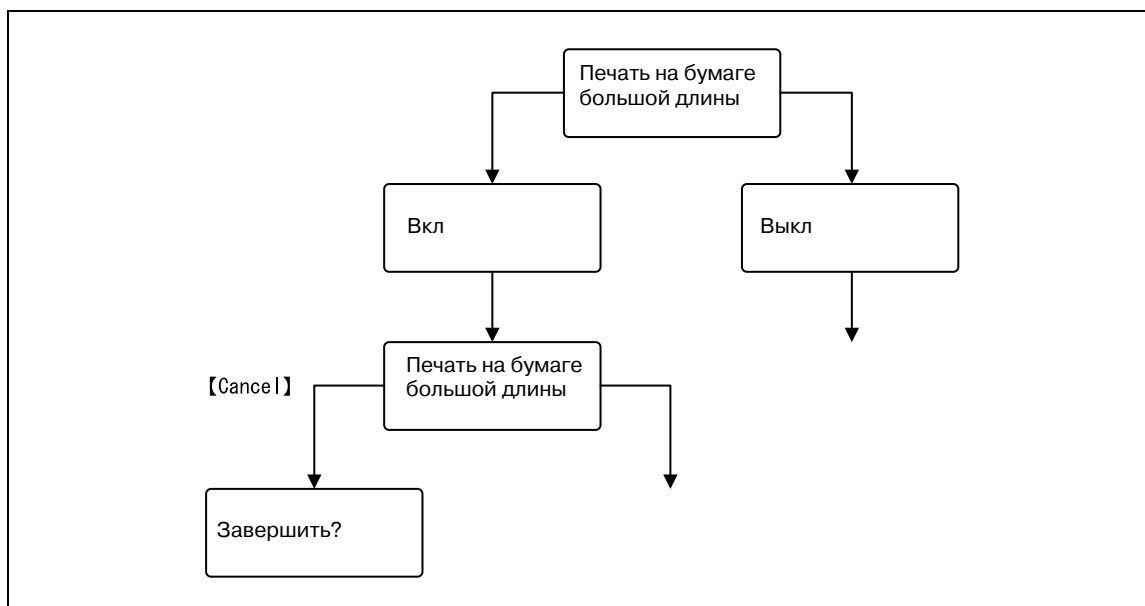 Печать на бумаге
большой длины
Вкл
Выкл
Печать на бумаге
большой длины
【Cancel】
Завершить?